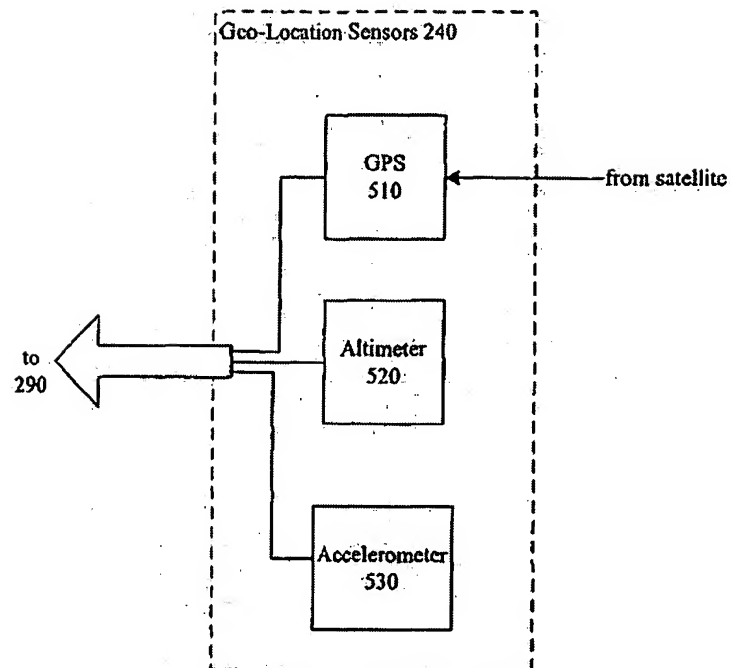 Geo-Location Sensors 240
GPS
510
from satellite
to
290
Altimeter
520
Accelerometer
530